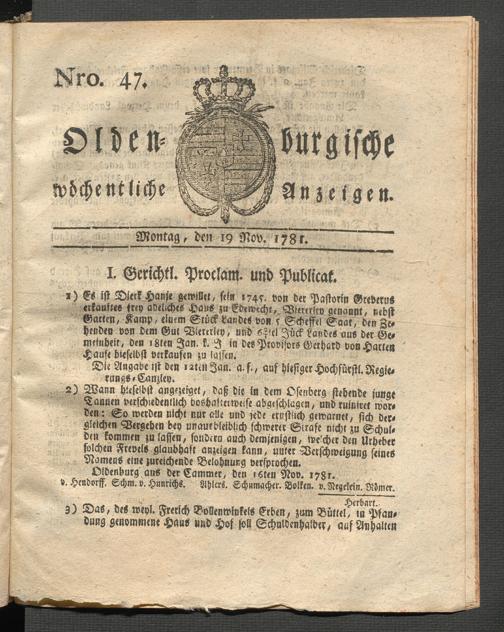 Nro. 47.
Olden-burgische
wöchentliche Anzeigen.
Montag, den 19 Nov. 1781.
I. Gerichtl. Proclam. und Publicat.
1) Es ist Dierk Hanse gewillet, sein 1745. von der Pastorin Greverus
erkauftes frey adeliches Haus zu Edewecht, Vieterley genannt, nebst
Garten, Kamp, einem Stück Landes von 5 Scheffel Saat, den Ze-
henden von dem Gut Vieterley, und Jück Landes aus der Ge-
meinheit, den 18ten Jan. k. J in des Provisors Gerhard von Harten
Hause hieselbst verkaufen zu lassen.
Die Angabe ist den 12ten Jan. a. f., auf hiesiger Hochfürstl. Regie-
rungs-Canzley.
2) Wann hieselbst angezeiget, daß die in dem Osenberg stehende junge
Tannen verschiedentlich boshafterweise abgeschlagen, und ruiniret wor-
den: So werden nicht nur alle und jede ernstlich gewarnet, sich der-
gleichen Vergehen bey unausbleiblich schwerer Strafe nicht zu Schul-
den kommen zu lassen, sondern auch demjenigen, welcher den Urheber
solchen Frevels glaubhaft anzeigen kann, unter Verschweigung seines
Namens eine zureichende Belohnung versprochen.
Oldenburg aus der Cammer, den 16ten Nov. 1781.
v. Hendorff. Schm. v. Hunrichs. Ahlers. Schumacher. Bolken. v. Negelein. Römer.
Herbart.
3) Das, des weyl. Frerich Bollenwinkels Erben, zum Büttel, in Pfan-
dung genommene Haus und Hof soll Schuldenhalber, auf Anhalten